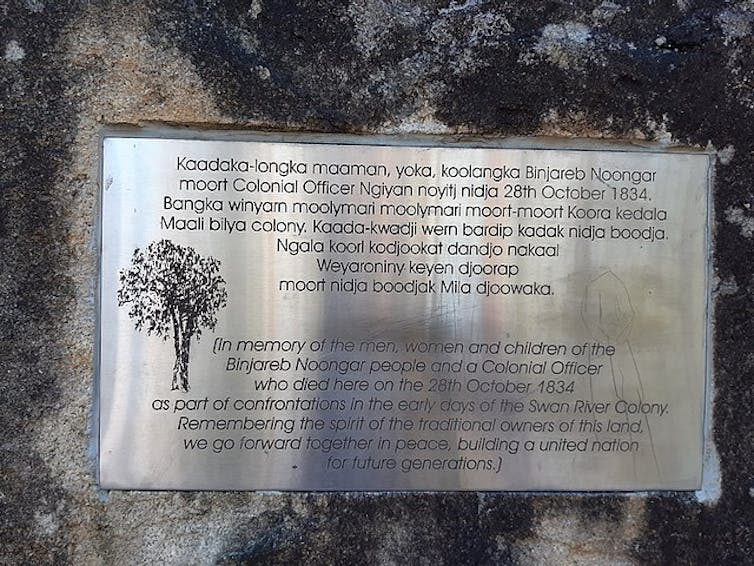 Kaadaka-longka maaman, yoka, koolangka Binjareb Noongar
moort Colonial Officer Ngiyan noyitj nidja 28th October 1834.
Bangka winyarn moolymari moolymari moort-moort Koora kedala
Maali bilya colony. Kaada-kwadji wern bardip kadak nidja boodja.
Ngala koorl kodjookat dandjo nakaal
Weyaroniny keyen djoorap
moort nidja boodjak Mila djoowaka.
(In memory of the men, women and children of the
Binjareb Noongar people and a Colonial Officer
who died here on the 28th October 1834
as part of confrontations in the early days of the Swan River Colony.
Remembering the spirit of the traditional owners of this land,
we go forward together in peace, building a united nation
for future generations.)